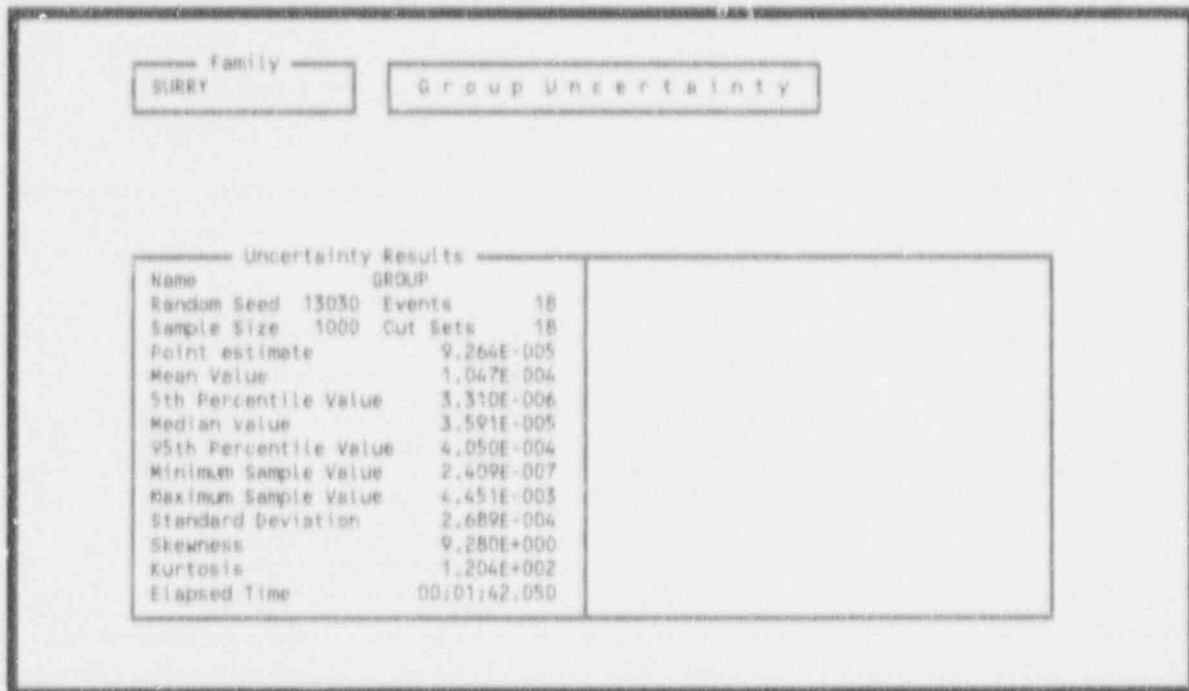 Family
SURRY
Group Uncertainty
Uncertainty Results
Name GROUP
Random Seed 13030 Events 18
Sample Size 1000 Cut Sets 18
Point estimate 9.264E-005
Mean Value 1.047E-004
5th Percentile Value 3.310E-006
Median value 3.591E-005
95th Percentile Value 4.050E-004
Minimum Sample Value 2.409E-007
Maximum Sample Value 4.451E-003
Standard Deviation 2.689E-004
Skewness 9.280E+000
Kurtosis 1.204E+002
Elapsed Time 00:01:42.050